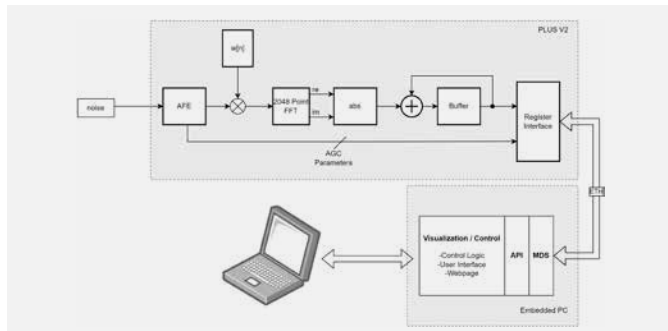 PLUS V2
w[n]
noise
AFE
2048 Point
FFT
re
im
abs
Buffer
Register
Interface
AGC
Parameters
ETH
Visualization / Control
-Control Logic
-User Interface
-Webpage
API
MDS
Embedded PC